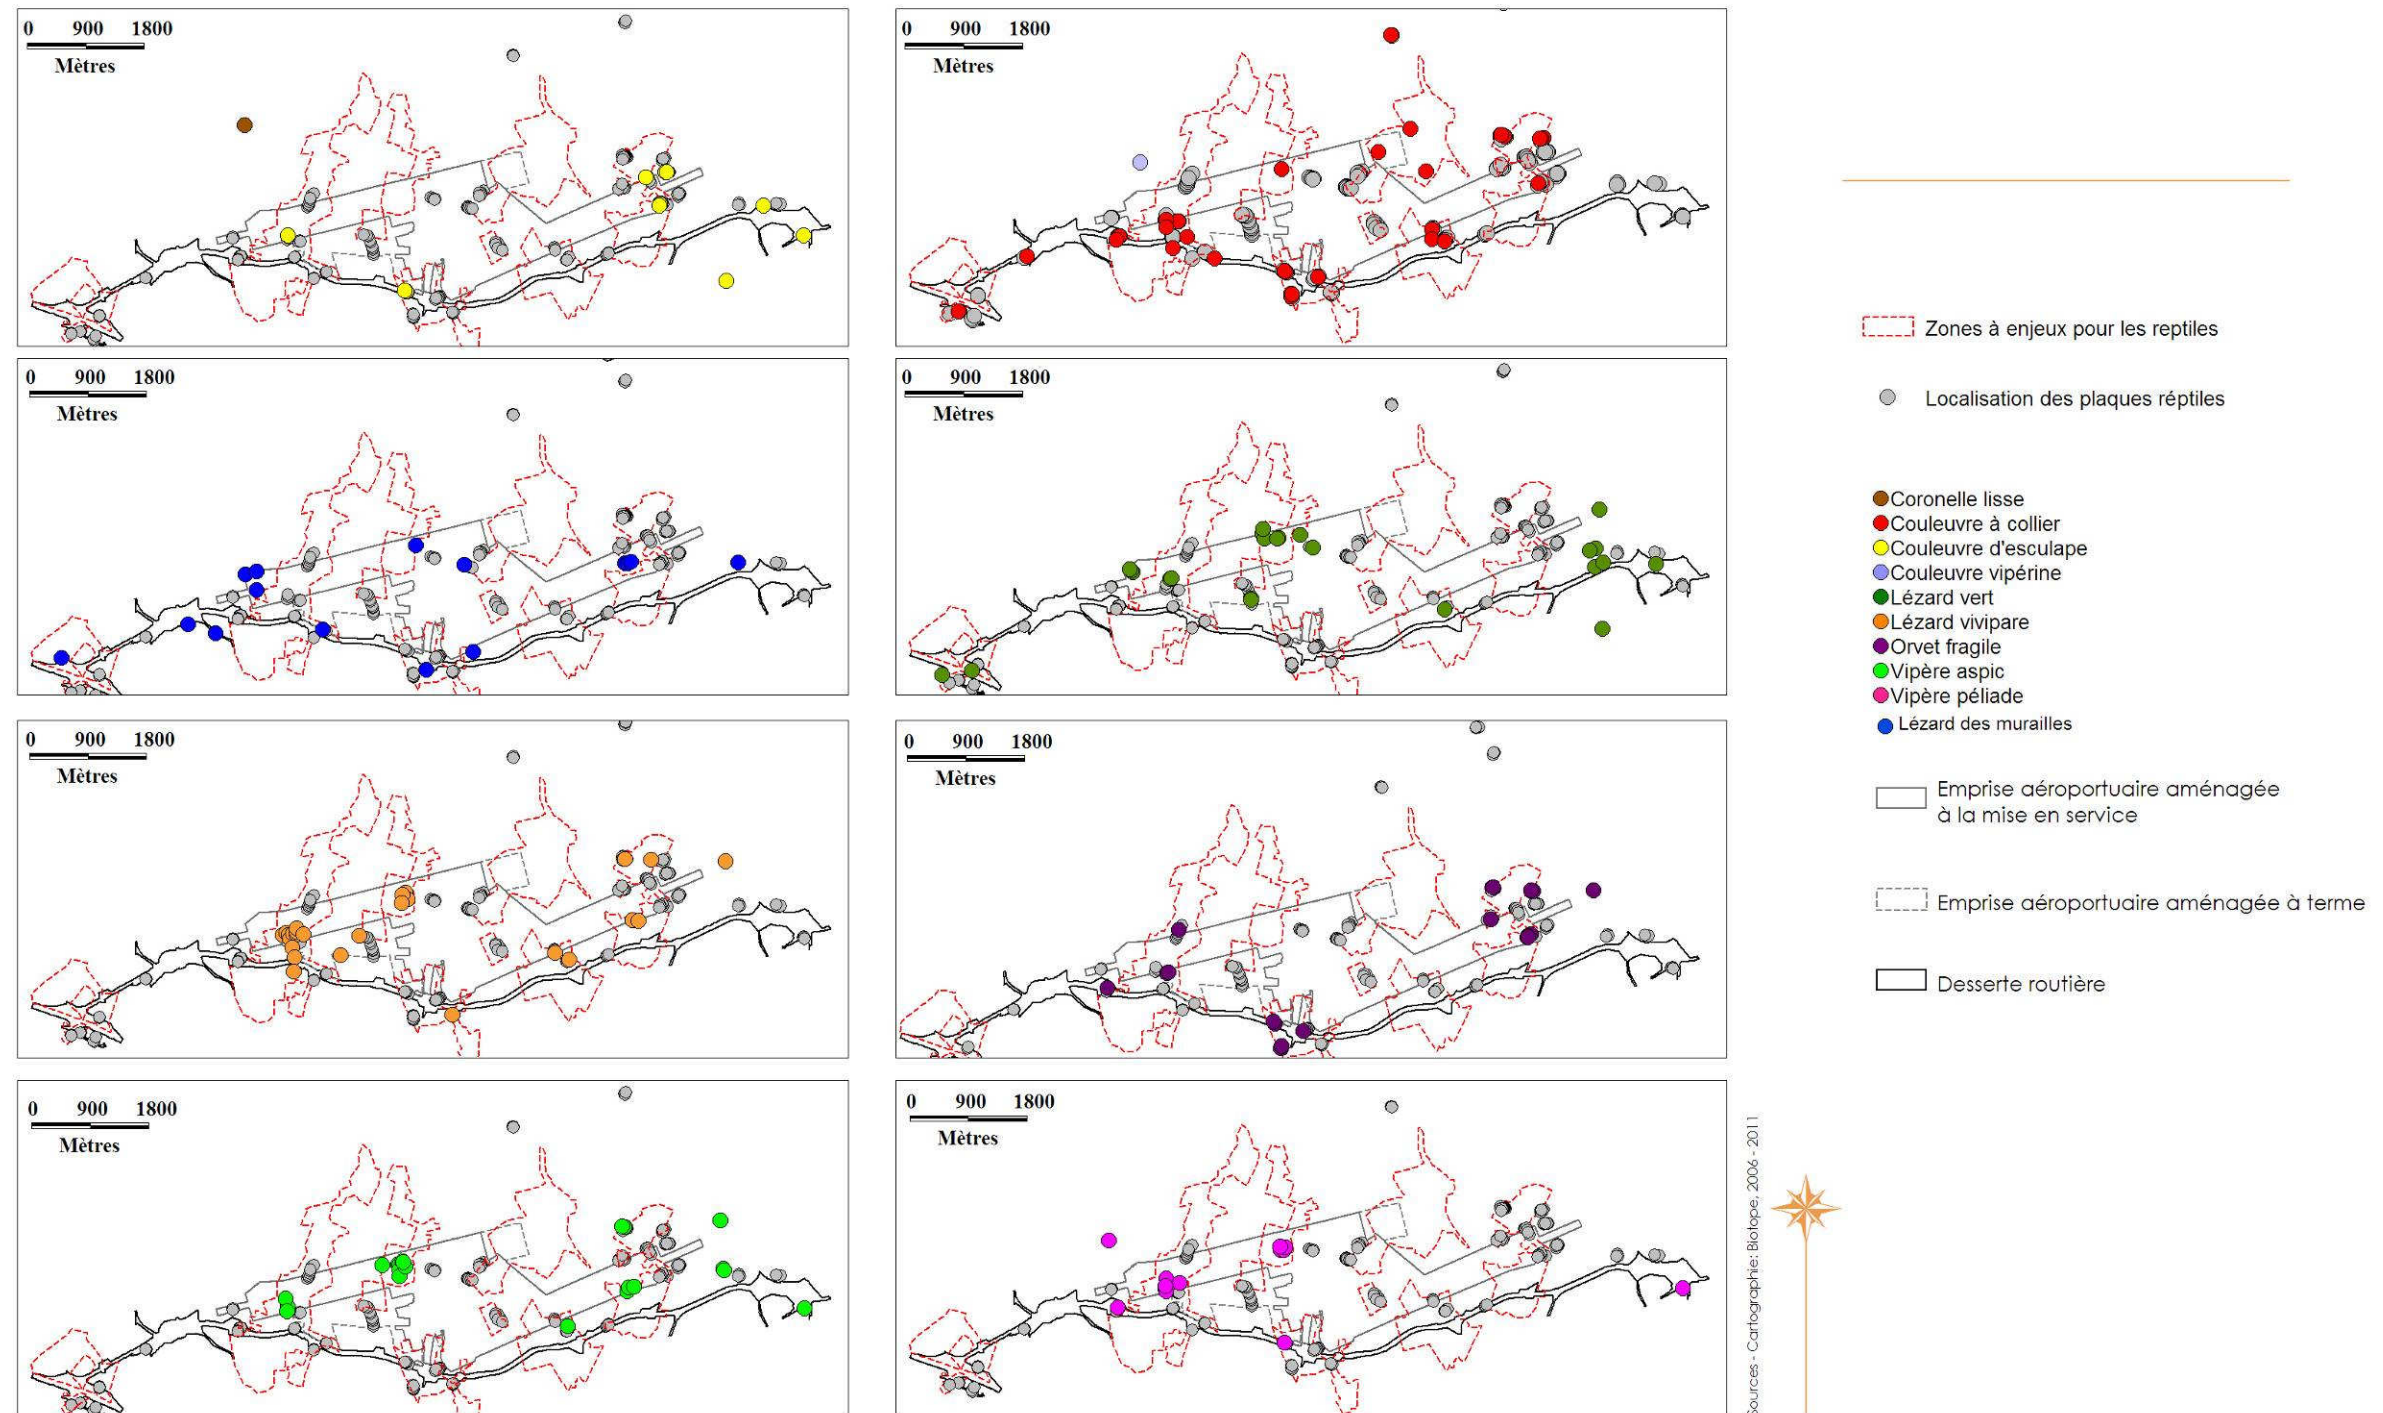 0 900 1800
Mètres
0 900 1800
Mètres
0 900 1800
Mètres
0 900 1800
Mètres
0 900 1800
Mètres
0 900 1800
Mètres
0 900 1800
Mètres
0 900 1800
Mètres
Zones à enjeux pour les reptiles
Localisation des plaques réptiles
Coronelle lisse
Couleuvre à collier
Couleuvre d'esculape
Couleuvre vipérine
Lézard vert
Lézard vivipare
Orvet fragile
Vipère aspic
Vipère péliade
Lézard des murailles
Emprise aéroportuaire aménagée
à la mise en service
Emprise aéroportuaire aménagée à terme
Desserte routière
Sources - Cartographie: Biotope, 2006 - 2011